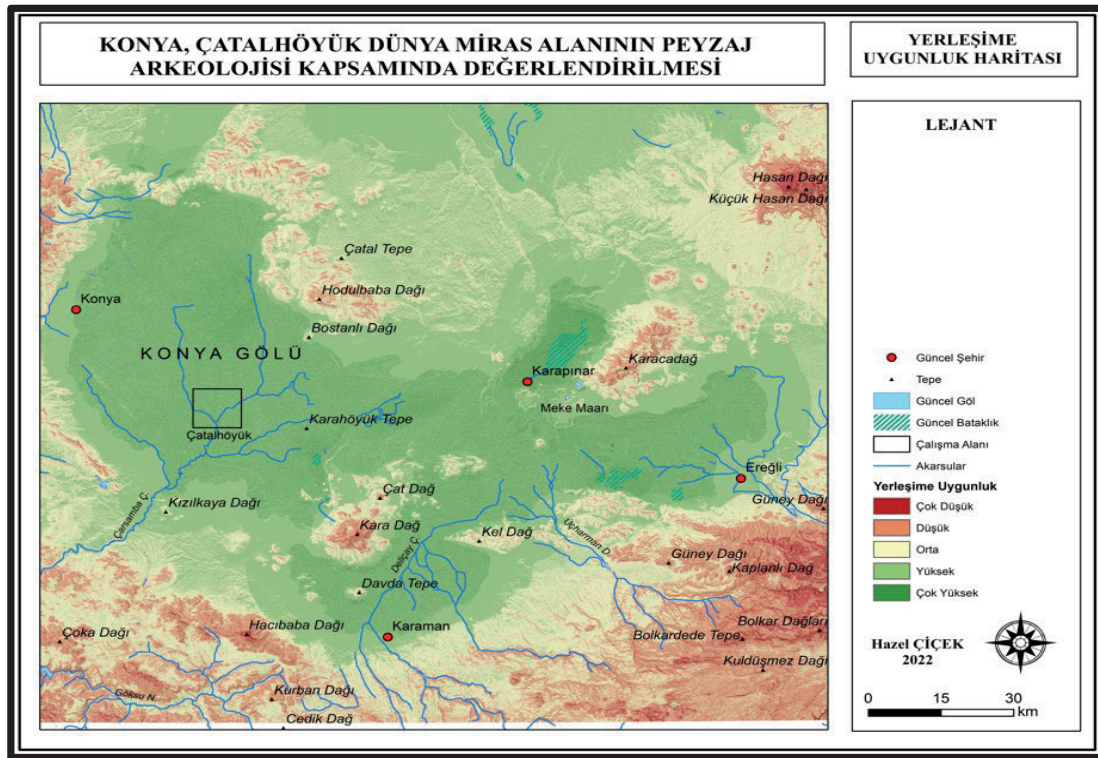 KONYA, ÇATALHÖYÜK DÜNYA MİRAS ALANININ PEYZAJ
ARKEOLOJİSİ KAPSAMINDA DEĞERLENDİRİLMESİ
YERLEŞİME
UYGUNLUK HARİTASI
Hasan Dağı
Küçük Hasan Dağı
Çatal Tepe
Hodulbaba Dağı
Konya
Bostanlı Dağı
KONYA GÖLÜ
Karacadağ
Karapınar
Meke Maarı
Çatalhöyük
Karahöyük Tepe
Ereğli
Güney Dağı
Çarşamba Ç.
Kızılkaya Dağı
Çat Dağ
Kara Dağ
Deliçay Ç.
Kel Dağ
Üçharman D.
Güney Dağı
Kaplanlı Dağ
Davda Tepe
Karaman
Hacıbaba Dağı
Çoka Dağı
Bolkar Dağları
Bolkardede Tepe
Kuldüşmez Dağı
Göksu N.
Kurban Dağı
Cedik Dağ
LEJANT
Güncel Şehir
Tepe
Güncel Göl
Güncel Bataklık
Çalışma Alanı
Akarsular
Yerleşime Uygunluk
Çok Düşük
Düşük
Orta
Yüksek
Çok Yüksek
Hazel ÇİÇEK
2022
0 15 30
km